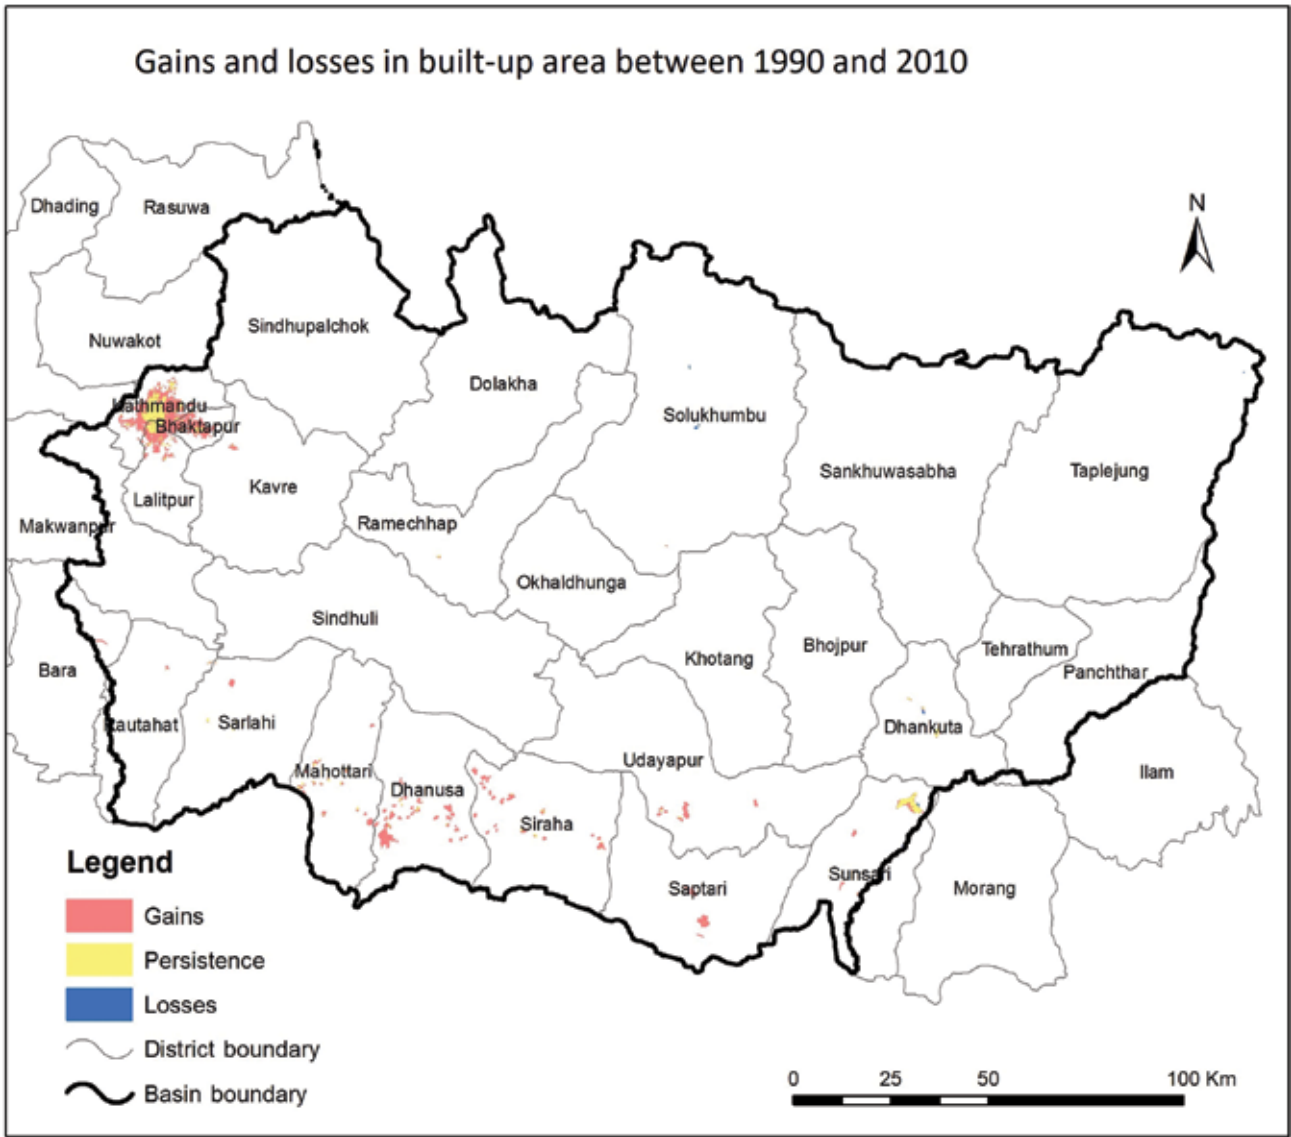 Gains and losses in built-up area between 1990 and 2010
N
Dhading
Rasuwa
Nuwakot
Sindhupalchok
Dolakha
Solukhumbu
Kathmandu
Bhaktapur
Sankhuwasabha
Taplejung
Lalitpur
Kavre
Makwanpur
Ramechhap
Okhaldhunga
Sindhuli
Khotang
Bhojpur
Tehrathum
Panchthar
Bara
Rautahat
Sarlahi
Dhankuta
Mahottari
Dhanusa
Udayapur
Ilam
Siraha
Saptari
Sunsari
Morang
Legend
Gains
Persistence
Losses
District boundary
Basin boundary
0 25 50 100 Km